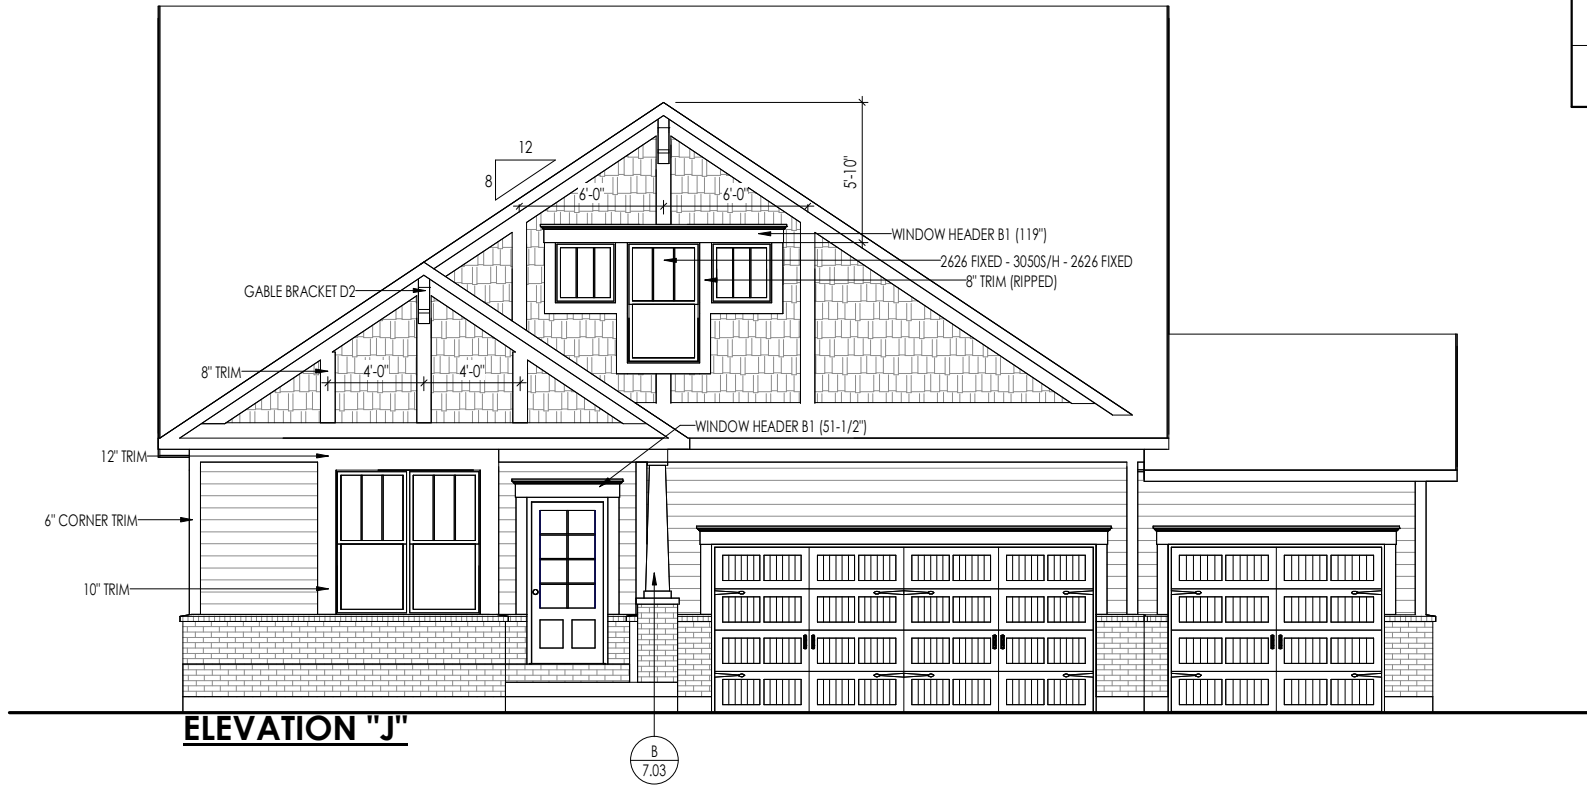 12
8
6'-0"
6'-0"
5'-10"
WINDOW HEADER B1 (119")
2626 FIXED - 3050S/H - 2626 FIXED
8" TRIM (RIPPED)
GABLE BRACKET D2
8" TRIM
4'-0"
4'-0"
WINDOW HEADER B1 (51-1/2")
12" TRIM
6" CORNER TRIM
10" TRIM
ELEVATION "J"
B
7.03